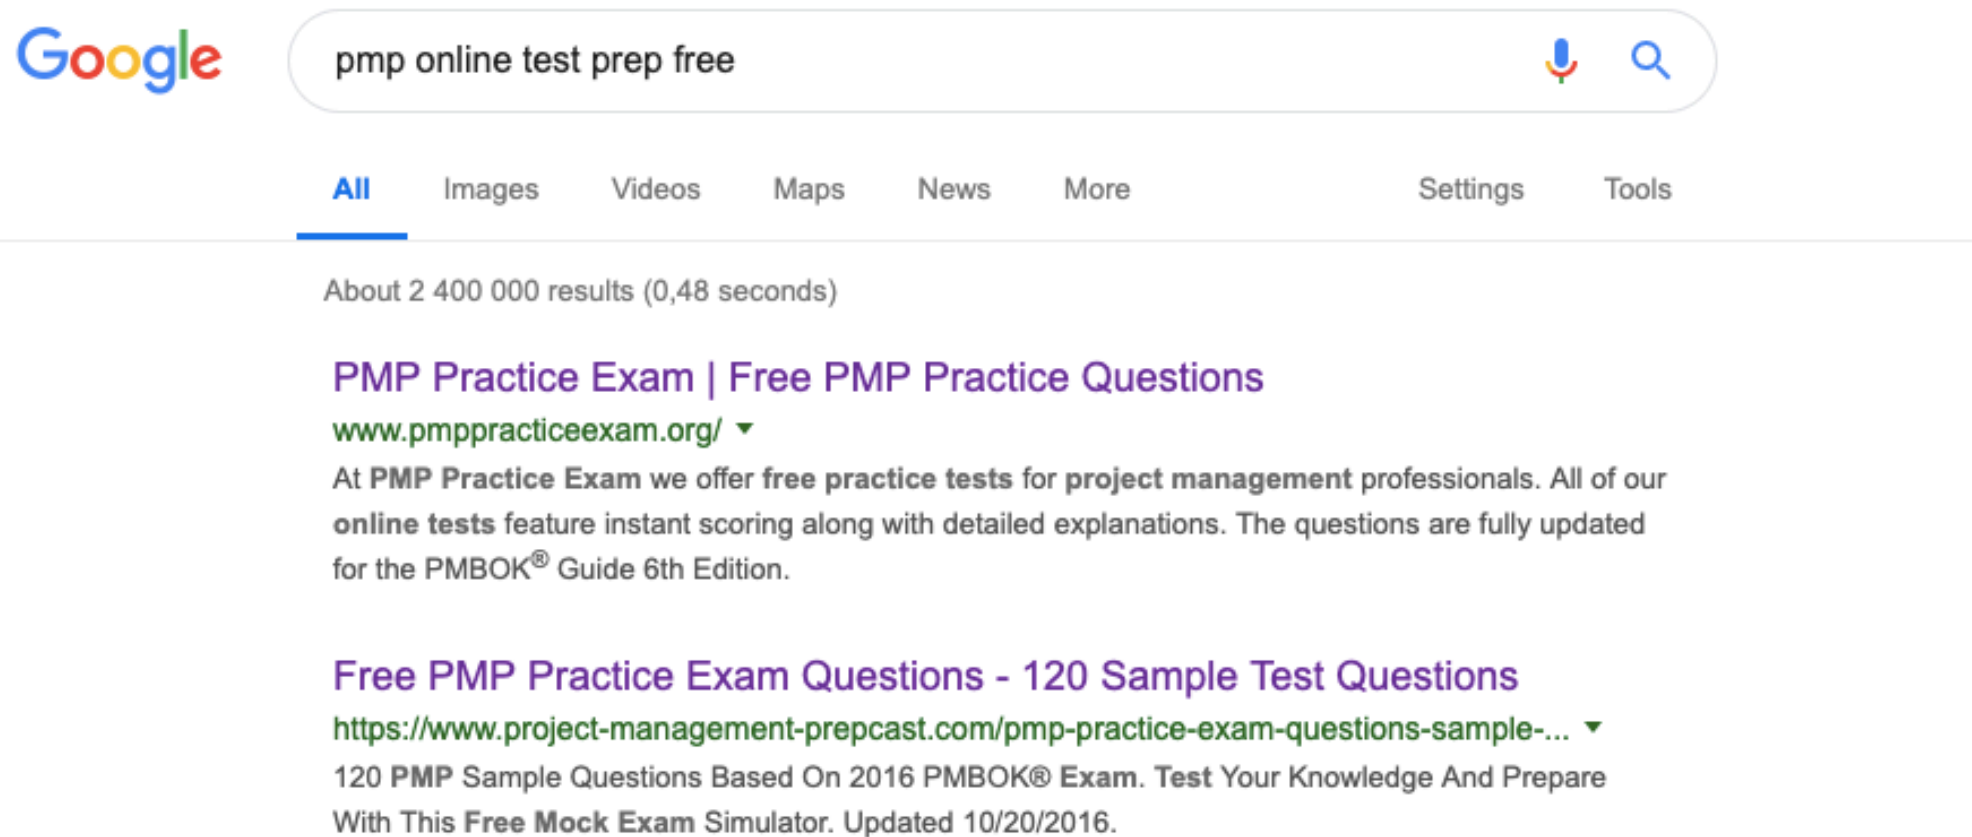 Google
pmp online test prep free
All Images Videos Maps News More Settings Tools
About 2 400 000 results (0,48 seconds)
PMP Practice Exam | Free PMP Practice Questions
www.pmppracticeexam.org/
At PMP Practice Exam we offer free practice tests for project management professionals. All of our
online tests feature instant scoring along with detailed explanations. The questions are fully updated
for the PMBOK® Guide 6th Edition.
Free PMP Practice Exam Questions - 120 Sample Test Questions
https://www.project-management-prepcast.com/pmp-practice-exam-questions-sample-...
120 PMP Sample Questions Based On 2016 PMBOK® Exam. Test Your Knowledge And Prepare
With This Free Mock Exam Simulator. Updated 10/20/2016.